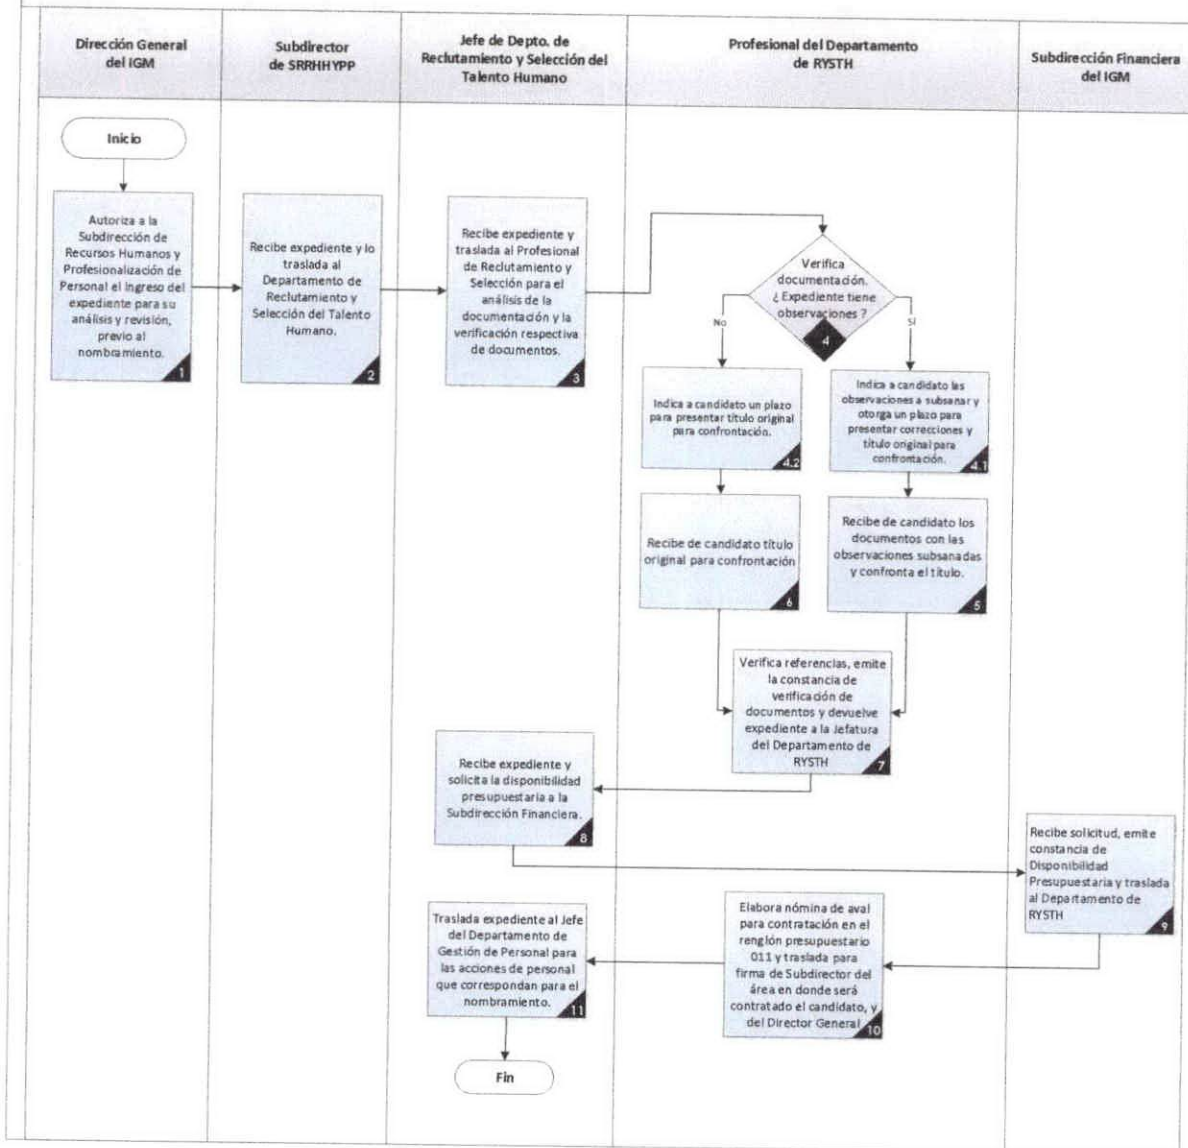 Dirección General
del IGM
Subdirector
de SRRHHYPP
Jefe de Depto. de
Reclutamiento y Selección del
Talento Humano
Profesional del Departamento
de RYSTH
Subdirección Financiera
del IGM
Inicio
Autoriza a la
Subdirección de
Recursos Humanos y
Profesionalización de
Personal el ingreso del
expediente para su
análisis y revisión,
previo al
nombramiento.
1
Recibe expediente y lo
traslada al
Departamento de
Reclutamiento y
Selección del Talento
Humano.
2
Recibe expediente y
traslada al Profesional
de Reclutamiento y
Selección para el
análisis de la
documentación y la
verificación respectiva
de documentos.
3
Verifica
documentación.
¿ Expediente tiene
observaciones ?
4
No
Sí
Indica a candidato un plazo
para presentar título original
para confrontación.
4.2
Indica a candidato las
observaciones a subsanar y
otorga un plazo para
presentar correcciones y
título original para
confrontación.
4.1
Recibe de candidato título
original para confrontación
6
Recibe de candidato los
documentos con las
observaciones subsanadas
y confronta el título.
5
Verifica referencias, emite
la constancia de
verificación de
documentos y devuelve
expediente a la Jefatura
del Departamento de
RYSTH
7
Recibe expediente y
solicita la disponibilidad
presupuestaria a la
Subdirección Financiera.
8
Recibe solicitud, emite
constancia de
Disponibilidad
Presupuestaria y traslada
al Departamento de
RYSTH
9
Elabora nómina de aval
para contratación en el
renglón presupuestario
011 y traslada para
firma de Subdirector del
área en donde será
contratado el candidato, y
del Director General
10
Traslada expediente al Jefe
del Departamento de
Gestión de Personal para
las acciones de personal
que correspondan para el
nombramiento.
11
Fin